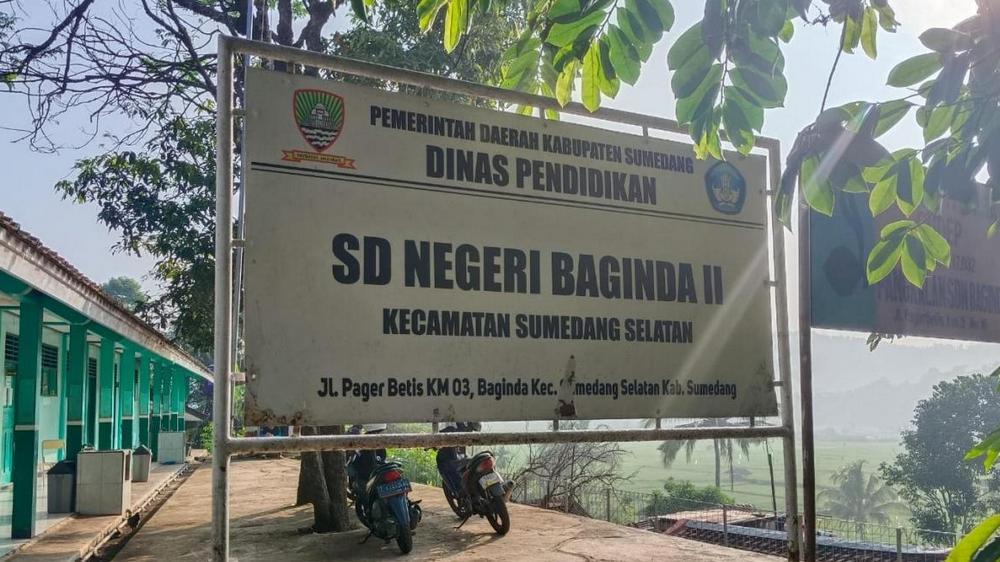 PEMERINTAH DAERAH KABUPATEN SUMEDANG
DINAS PENDIDIKAN
SD NEGERI BAGINDA II
KECAMATAN SUMEDANG SELATAN
Jl. Pager Betis KM 03, Baginda Kec. Sumedang Selatan Kab. Sumedang